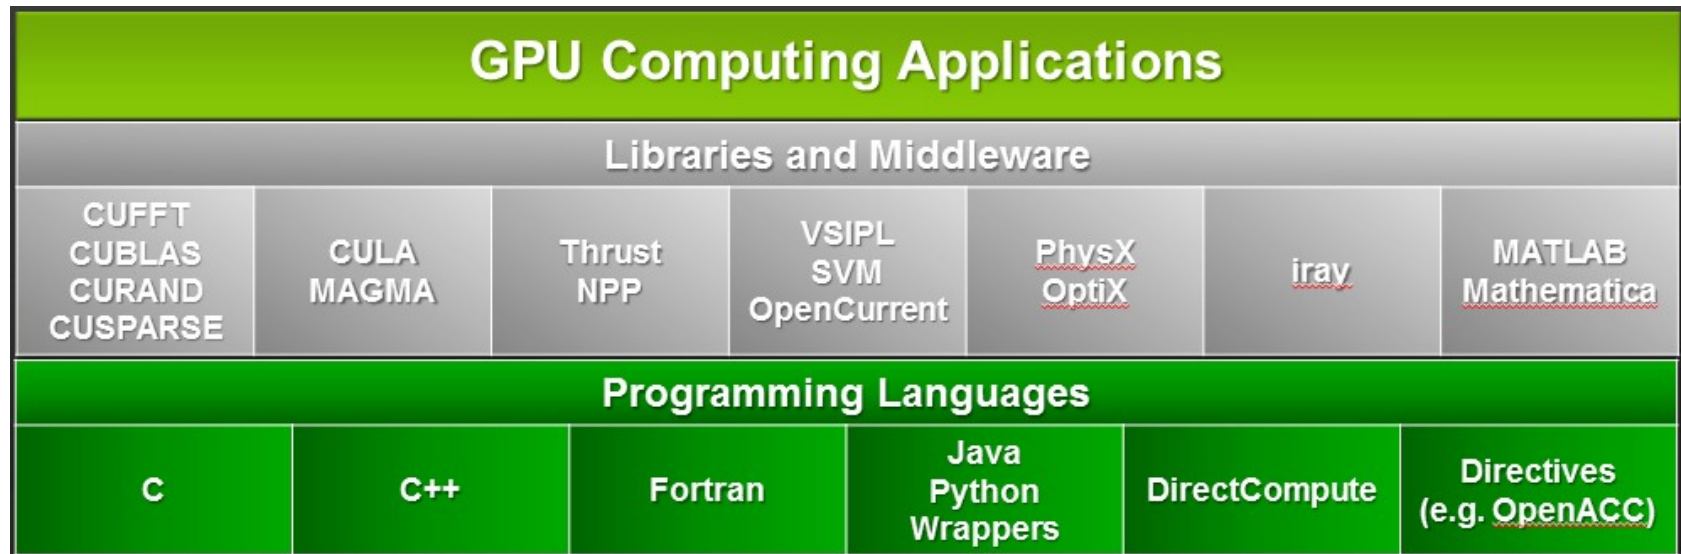 GPU Computing Applications
Libraries and Middleware
CUFFT
CUBLAS
CURAND
CUSPARSE
CULA
MAGMA
Thrust
NPP
VSIPL
SVM
OpenCurrent
PhysX
OptiX
iray
MATLAB
Mathematica
Programming Languages
C
C++
Fortran
Java
Python
Wrappers
DirectCompute
Directives
(e.g. OpenACC)